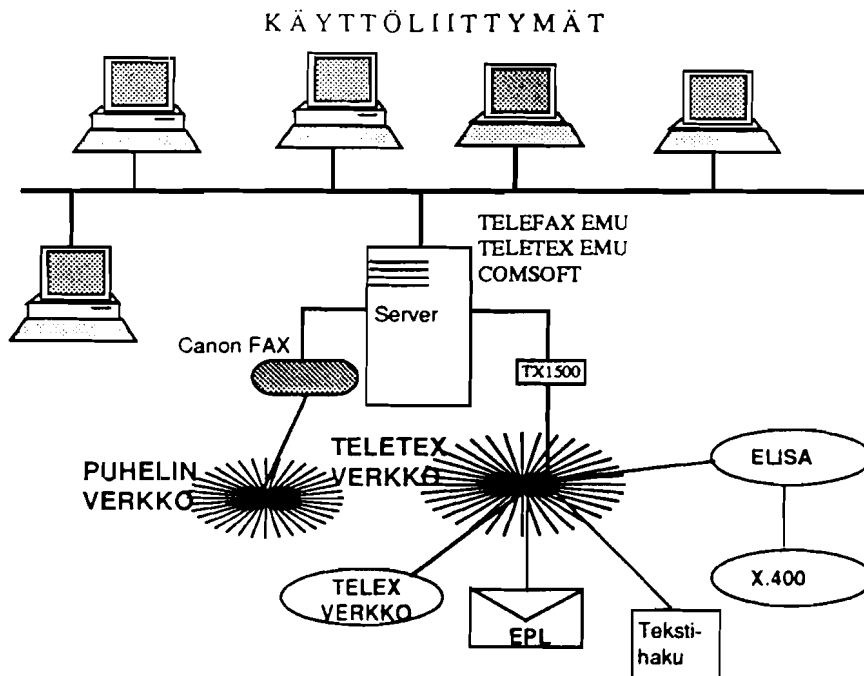 KÄYTTÖLIITTYMÄT
TELEFAX EMU
TELETEX EMU
COMSOFT
Server
Canon FAX
TX1500
PUHELIN
VERKKO
TELETEX
VERKKO
ELISA
X.400
TELEX
VERKKO
EPL
Teksti-
haku